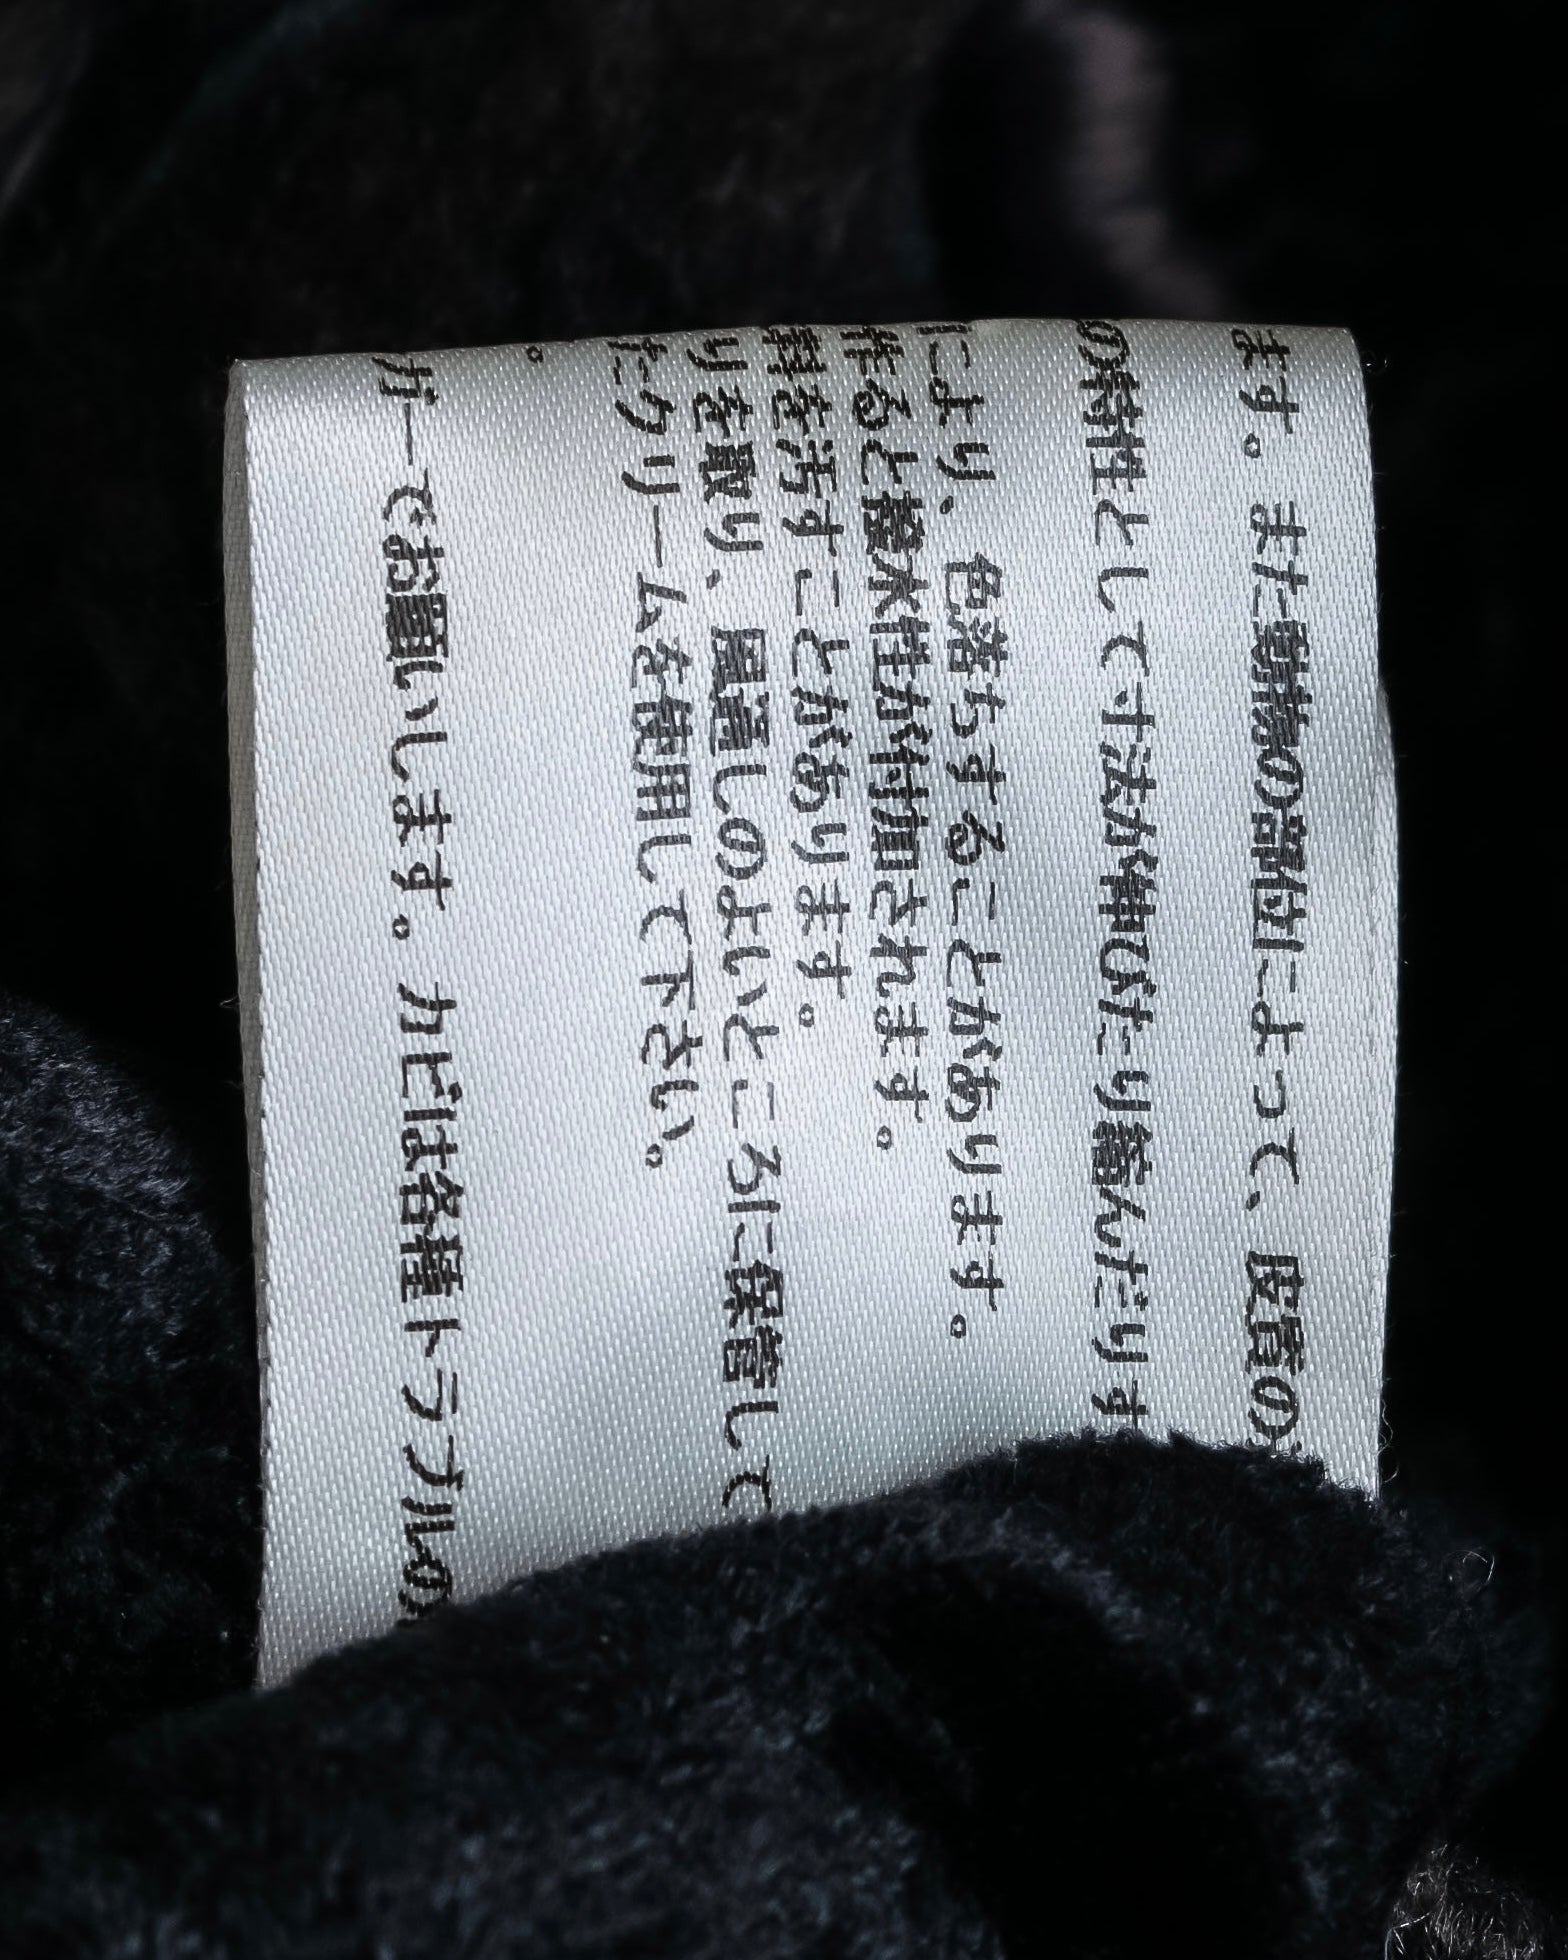 ます。また動物の部位によって、皮質の
の特性として寸法が伸びたり縮んだりす
により、色落ちすることがあります。
作ると撥水性が付加されます。
料を汚すことがあります。
りを取り、風通しのよいところに保管して
たクリームを使用して下さい。
。
ガーでお願いします。カビは各種トラブルの